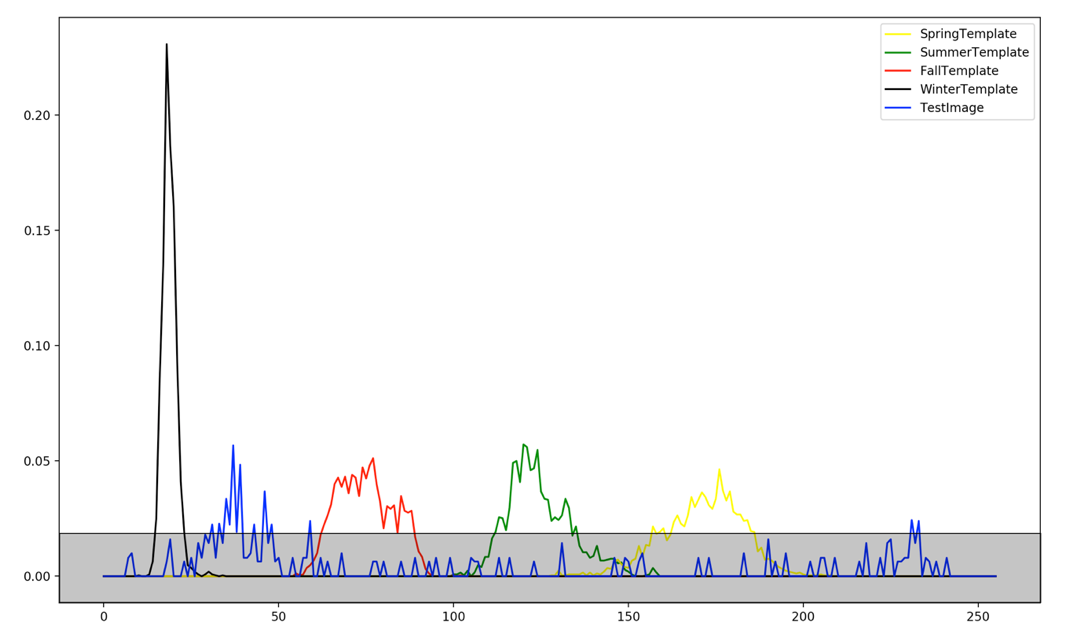 SpringTemplate
SummerTemplate
FallTemplate
WinterTemplate
TestImage
0.20
0.15
0.10
0.05
0.00
0 50 100 150 200 250